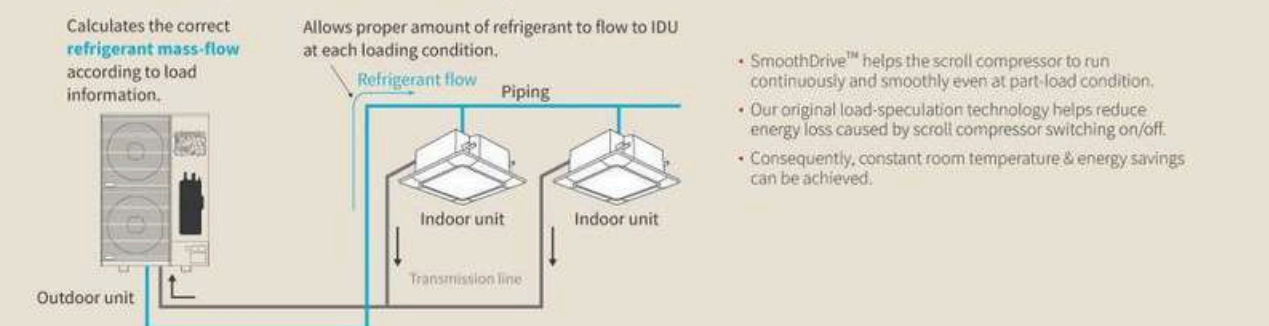 Calculates the correct
refrigerant mass-flow
according to load
information.
Allows proper amount of refrigerant to flow to IDU
at each loading condition.
Refrigerant flow
Piping
Indoor unit
Indoor unit
Transmission line
Outdoor unit
• SmoothDrive™ helps the scroll compressor to run
continuously and smoothly even at part-load condition.
• Our original load-speculation technology helps reduce
energy loss caused by scroll compressor switching on/off.
• Consequently, constant room temperature & energy savings
can be achieved.